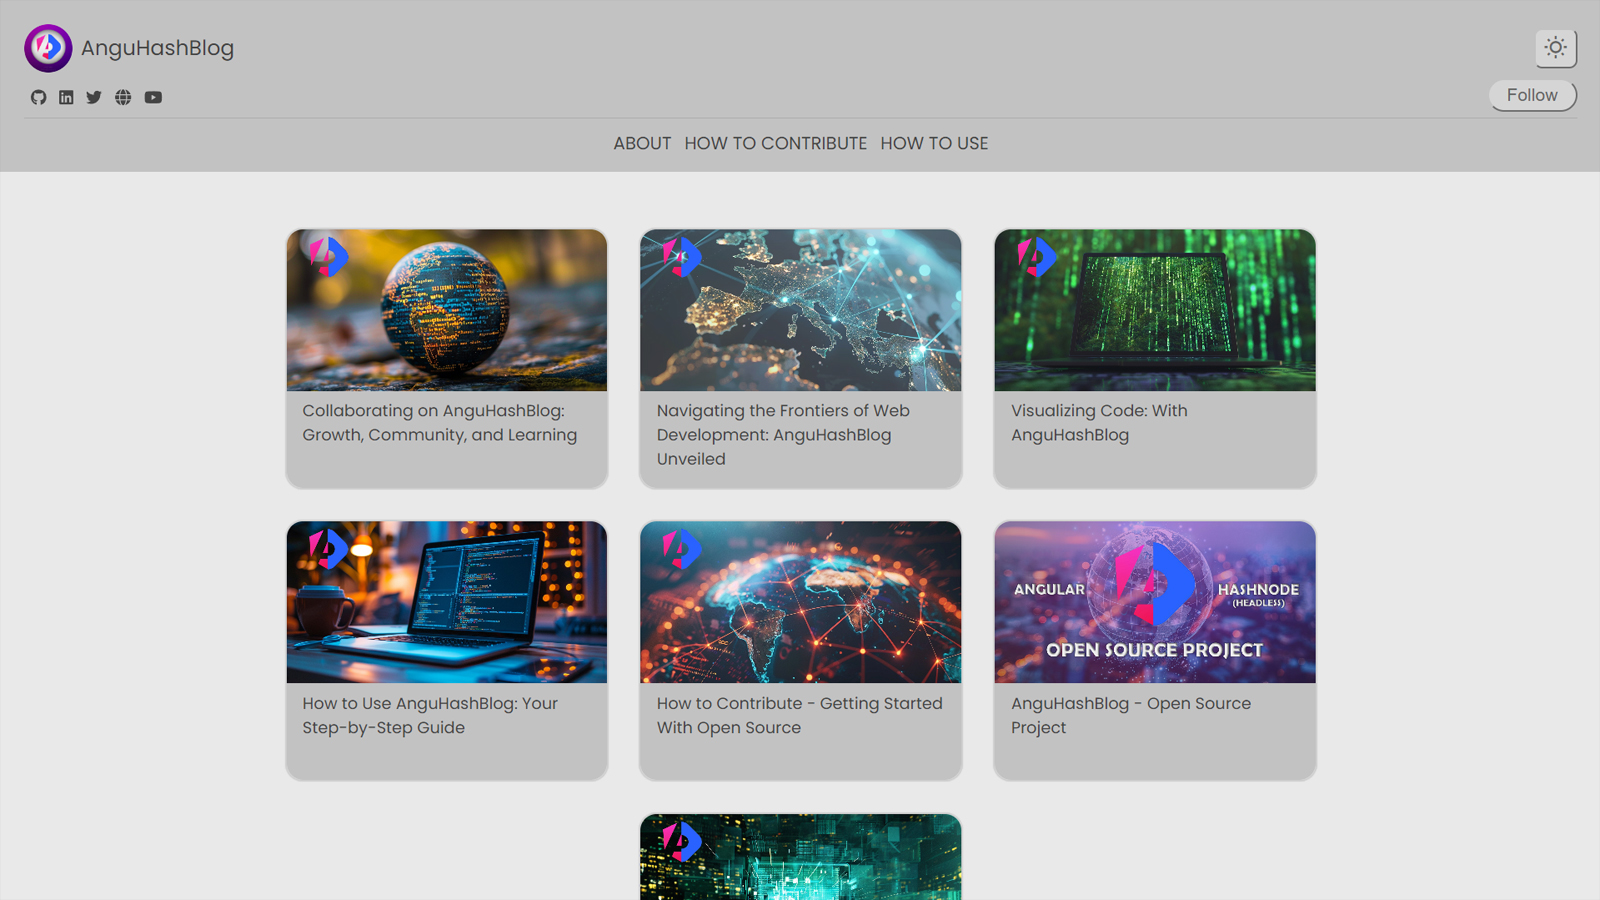 AnguHashBlog
Follow
ABOUT HOW TO CONTRIBUTE HOW TO USE
Collaborating on AnguHashBlog:
Growth, Community, and Learning
Navigating the Frontiers of Web
Development: AnguHashBlog
Unveiled
Visualizing Code: With
AnguHashBlog
ANGULAR
HASHNODE
(HEADLESS)
OPEN SOURCE PROJECT
How to Use AnguHashBlog: Your
Step-by-Step Guide
How to Contribute - Getting Started
With Open Source
AnguHashBlog - Open Source
Project